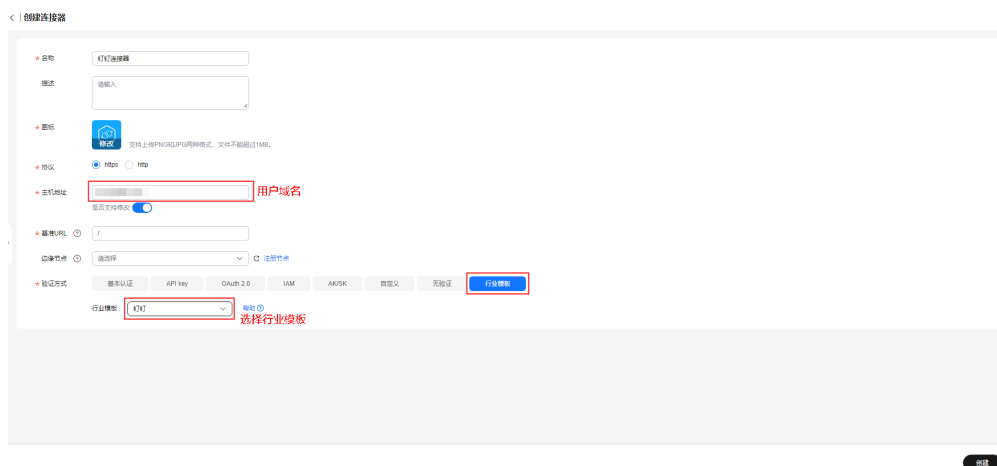 创建连接器
* 名称 钉钉连接器
描述 请输入
* 图标 修改 支持上传PNG和JPG两种格式，文件不能超过1MB。
* 协议 https http
* 主机地址 用户域名
是否支持修改
* 基准URL /
边缘节点 请选择 注册节点
* 验证方式 基本认证 API key OAuth 2.0 IAM AK/SK 自定义 无验证 行业模板
行业模板： 钉钉 帮助
选择行业模板
创建